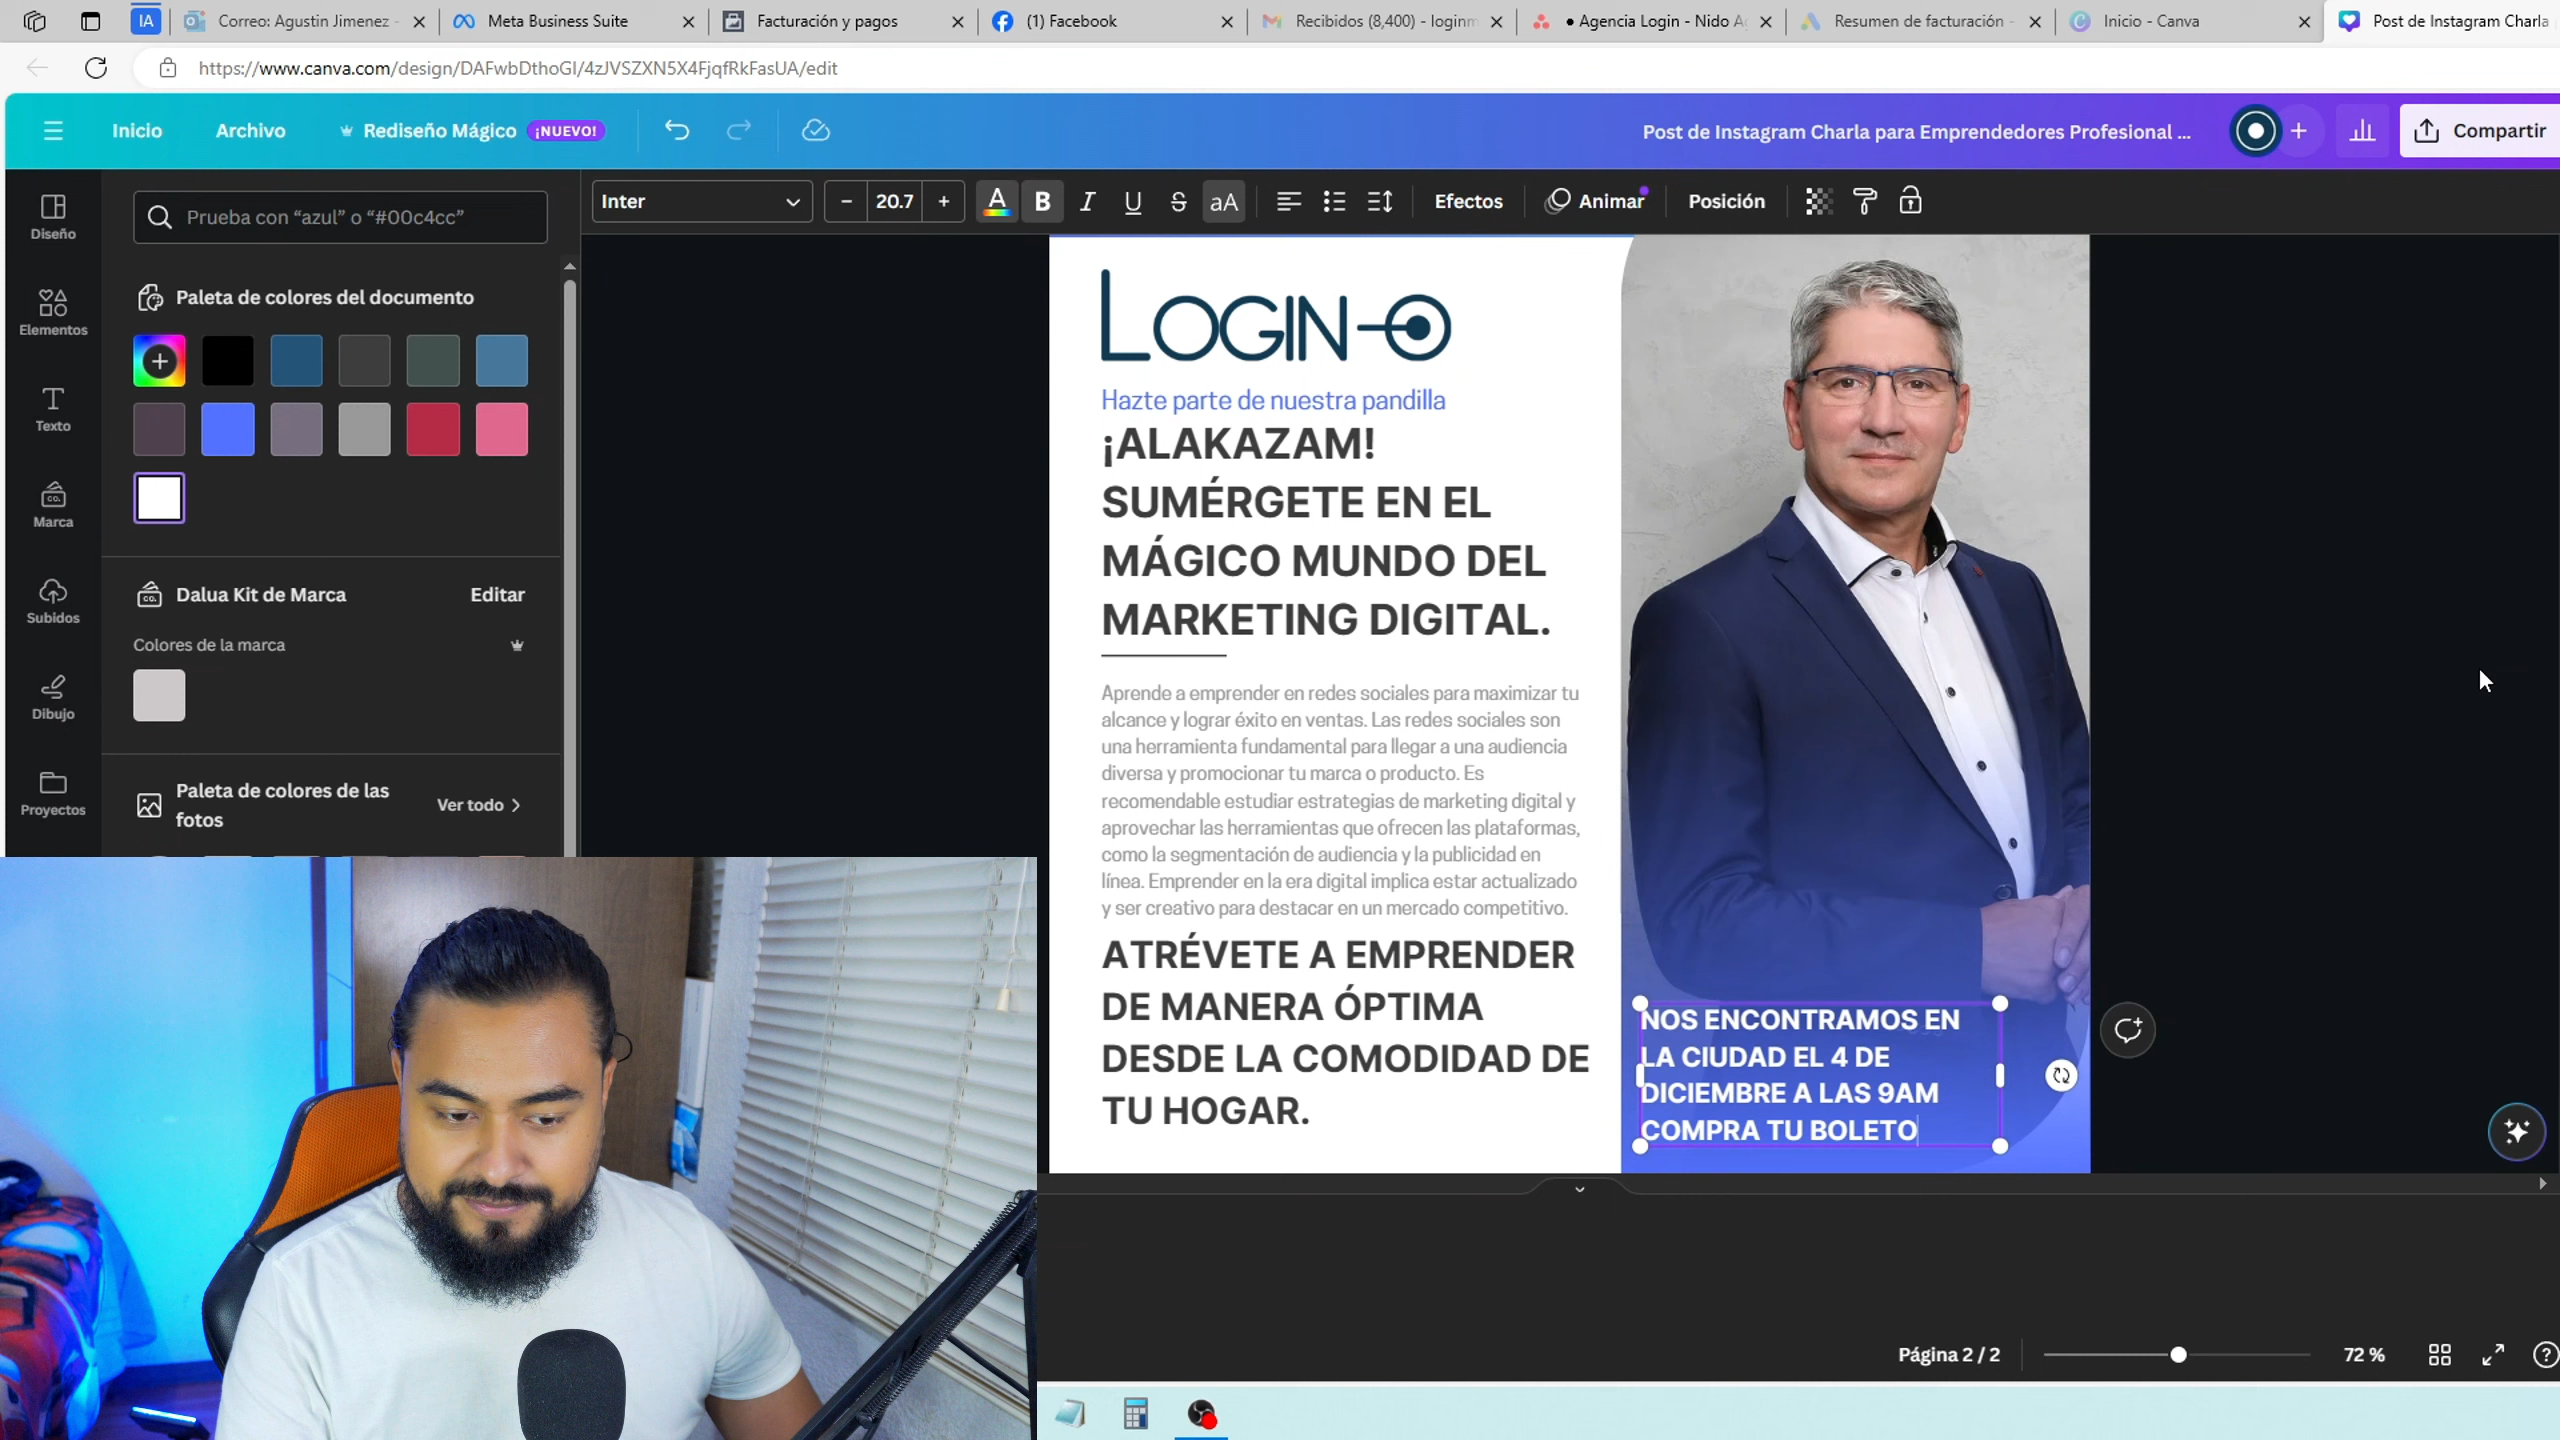 IA
Correo: Agustin Jimenez -
Meta Business Suite
Facturación y pagos
(1) Facebook
Recibidos (8,400) - loginm
• Agencia Login - Nido A
Resumen de facturación -
Inicio - Canva
Post de Instagram Charla
https://www.canva.com/design/DAFwbDthoGI/4zJVSZXN5X4FjqfRkFasUA/edit
Inicio
Archivo
Rediseño Mágico
¡NUEVO!
Post de Instagram Charla para Emprendedores Profesional ...
Compartir
Diseño
Elementos
Texto
Marca
Subidos
Dibujo
Proyectos
Prueba con “azul” o “#00c4cc”
Paleta de colores del documento
Dalua Kit de Marca
Editar
Colores de la marca
Paleta de colores de las
fotos
Ver todo
Inter
20.7
A
B
I
U
S
aA
Efectos
Animar
Posición
LOGIN
Hazte parte de nuestra pandilla
¡ALAKAZAM!
SUMÉRGETE EN EL
MÁGICO MUNDO DEL
MARKETING DIGITAL.
Aprende a emprender en redes sociales para maximizar tu
alcance y lograr éxito en ventas. Las redes sociales son
una herramienta fundamental para llegar a una audiencia
diversa y promocionar tu marca o producto. Es
recomendable estudiar estrategias de marketing digital y
aprovechar las herramientas que ofrecen las plataformas,
como la segmentación de audiencia y la publicidad en
línea. Emprender en la era digital implica estar actualizado
y ser creativo para destacar en un mercado competitivo.
ATRÉVETE A EMPRENDER
DE MANERA ÓPTIMA
DESDE LA COMODIDAD DE
TU HOGAR.
NOS ENCONTRAMOS EN
LA CIUDAD EL 4 DE
DICIEMBRE A LAS 9AM
COMPRA TU BOLETO
Página 2 / 2
72 %